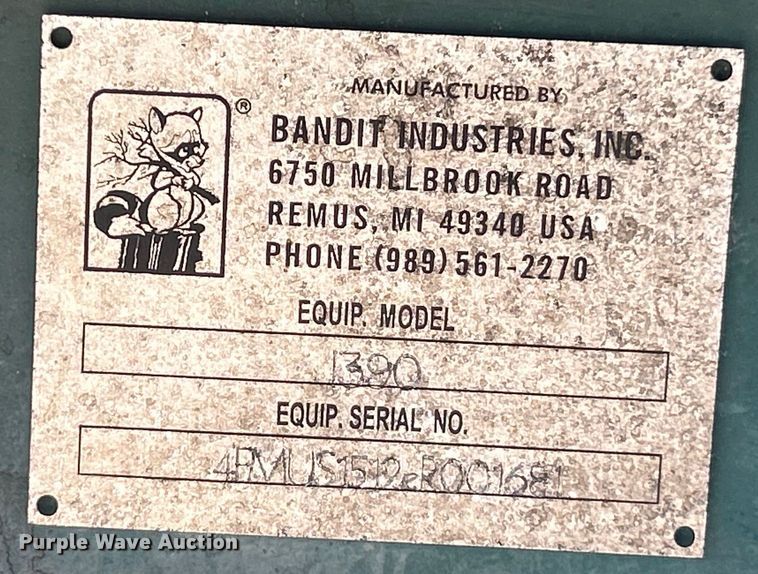 MANUFACTURED BY
®
BANDIT INDUSTRIES, INC.
6750 MILLBROOK ROAD
REMUS, MI 49340 USA
PHONE (989) 561-2270
EQUIP. MODEL
1390
EQUIP. SERIAL NO.
Purple Wave Auction